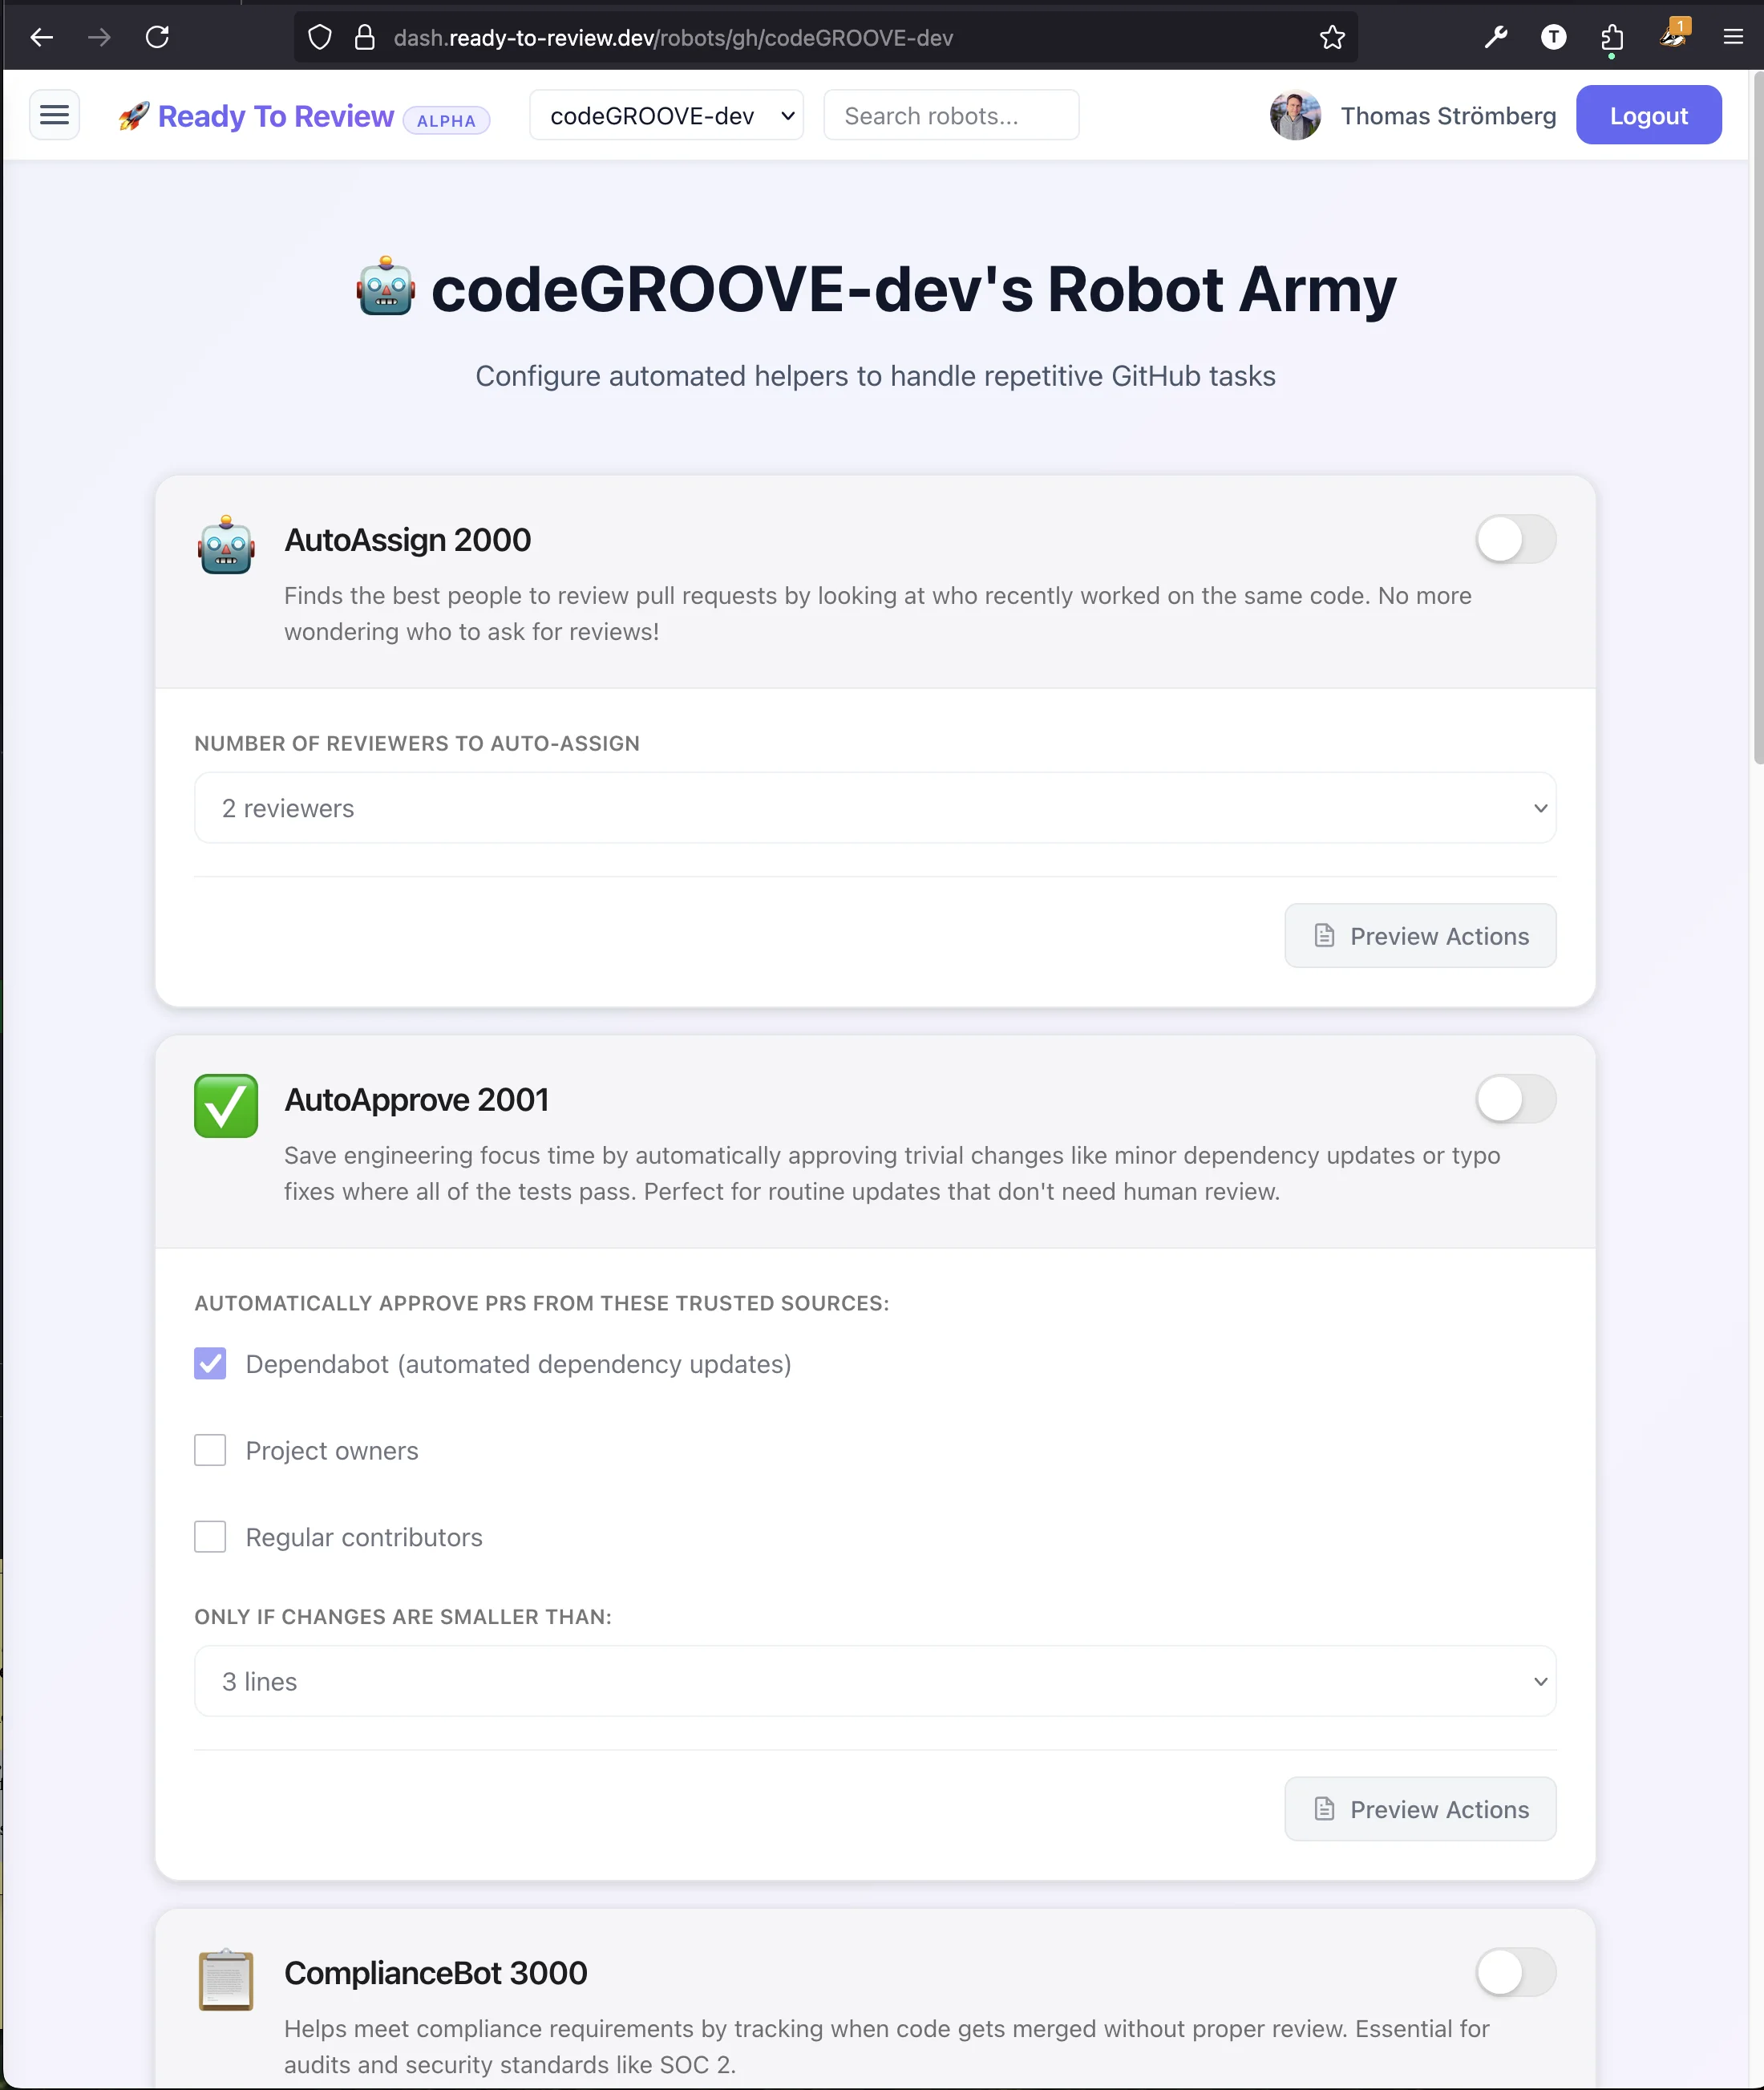 dash.ready-to-review.dev/robots/gh/codeGROOVE-dev
T
1
🚀 Ready To Review ALPHA
codeGROOVE-dev
Search robots...
Thomas Strömberg
Logout
🤖 codeGROOVE-dev's Robot Army
Configure automated helpers to handle repetitive GitHub tasks
AutoAssign 2000
Finds the best people to review pull requests by looking at who recently worked on the same code. No more
wondering who to ask for reviews!
NUMBER OF REVIEWERS TO AUTO-ASSIGN
2 reviewers
Preview Actions
AutoApprove 2001
Save engineering focus time by automatically approving trivial changes like minor dependency updates or typo
fixes where all of the tests pass. Perfect for routine updates that don't need human review.
AUTOMATICALLY APPROVE PRS FROM THESE TRUSTED SOURCES:
Dependabot (automated dependency updates)
Project owners
Regular contributors
ONLY IF CHANGES ARE SMALLER THAN:
3 lines
Preview Actions
ComplianceBot 3000
Helps meet compliance requirements by tracking when code gets merged without proper review. Essential for
audits and security standards like SOC 2.